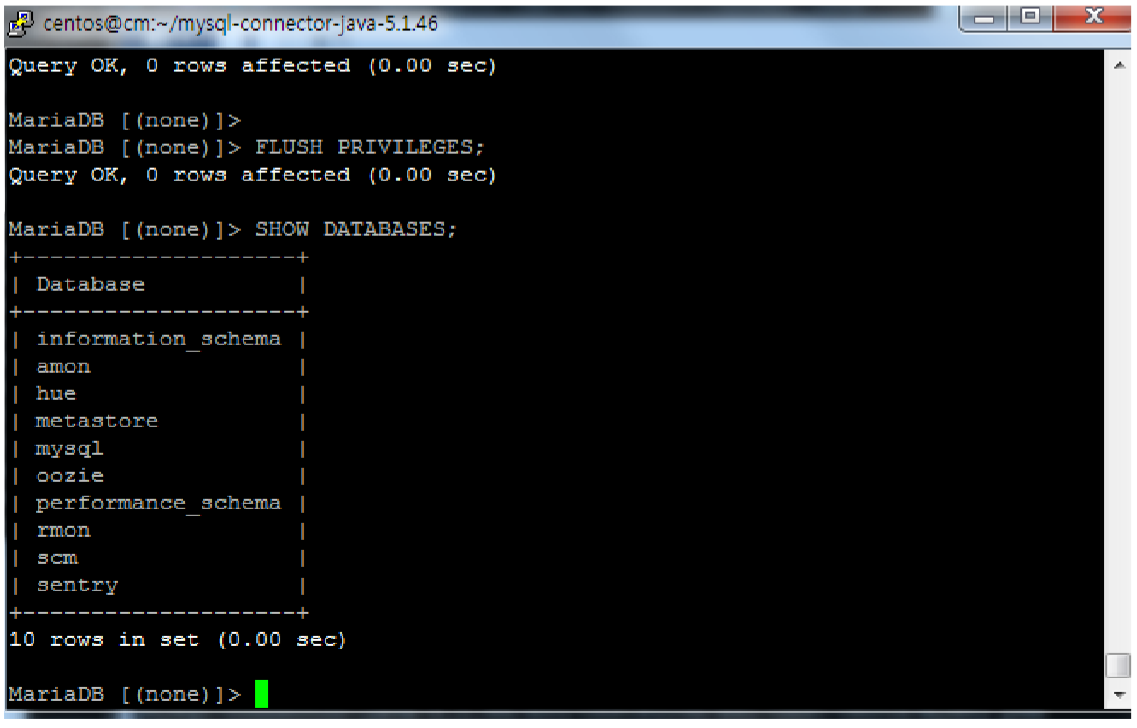 centos@cm:~/mysql-connector-java-5.1.46
Query OK, 0 rows affected (0.00 sec)
MariaDB [(none)]>
MariaDB [(none)]> FLUSH PRIVILEGES;
Query OK, 0 rows affected (0.00 sec)
MariaDB [(none)]> SHOW DATABASES;
+--------------------+
| Database           |
+--------------------+
| information_schema |
| amon               |
| hue                |
| metastore          |
| mysql              |
| oozie              |
| performance_schema |
| rmon               |
| scm                |
| sentry             |
+--------------------+
10 rows in set (0.00 sec)
MariaDB [(none)]>